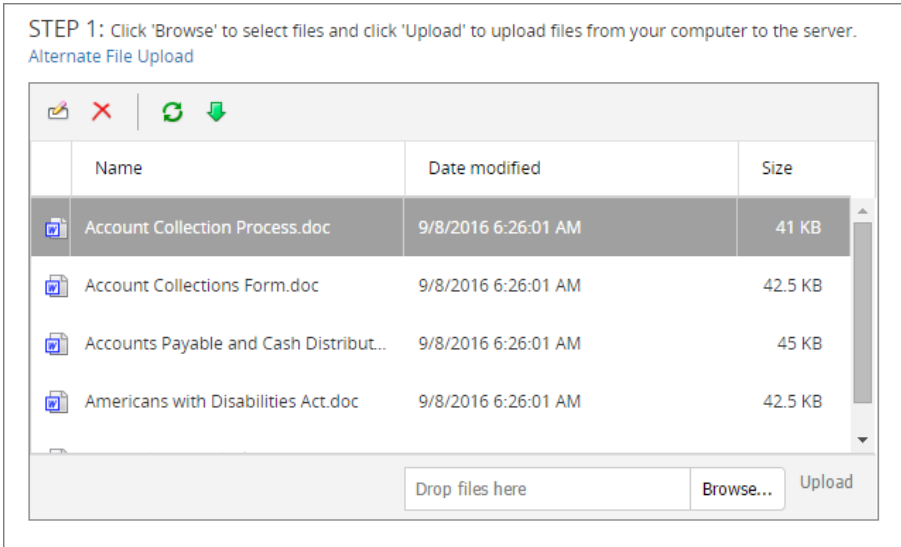 STEP 1: Click 'Browse' to select files and click 'Upload' to upload files from your computer to the server.
Alternate File Upload
Name Date modified Size
Account Collection Process.doc 9/8/2016 6:26:01 AM 41 KB
Account Collections Form.doc 9/8/2016 6:26:01 AM 42.5 KB
Accounts Payable and Cash Distribut... 9/8/2016 6:26:01 AM 45 KB
Americans with Disabilities Act.doc 9/8/2016 6:26:01 AM 42.5 KB
Drop files here Browse... Upload